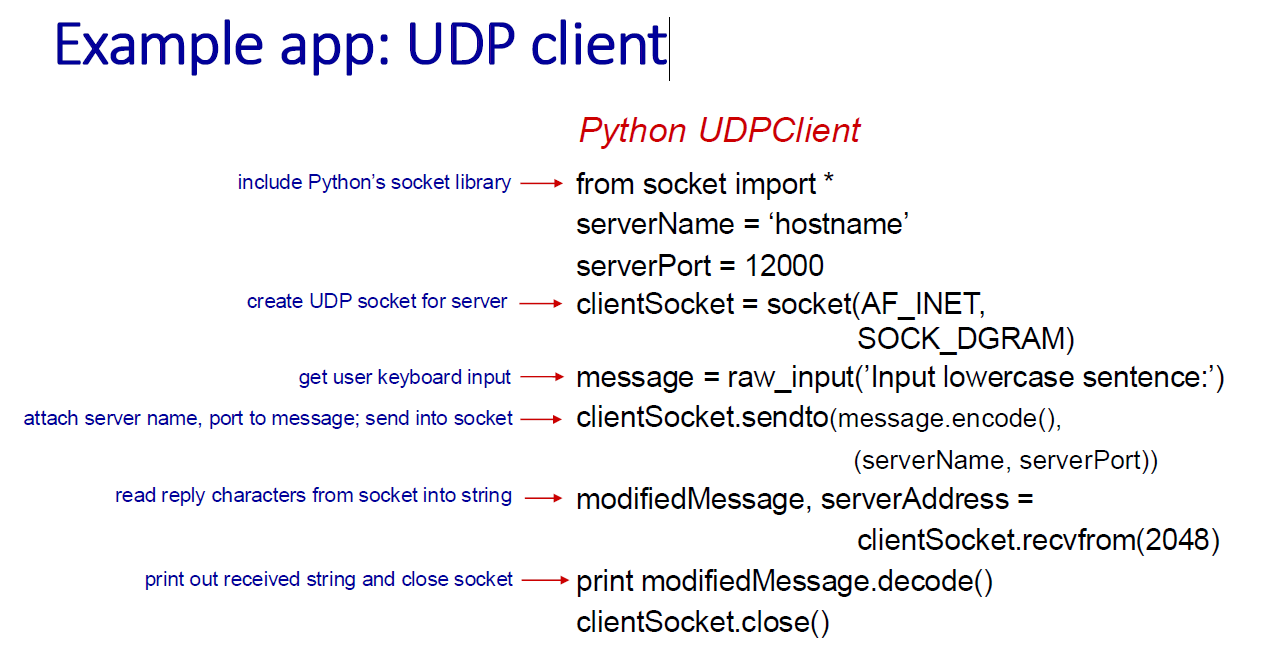 Example app: UDP client
Python UDPClient
include Python’s socket library
from socket import *
serverName = ‘hostname’
serverPort = 12000
create UDP socket for server
clientSocket = socket(AF_INET,
SOCK_DGRAM)
get user keyboard input
message = raw_input(’Input lowercase sentence:’)
attach server name, port to message; send into socket
clientSocket.sendto(message.encode(),
(serverName, serverPort))
read reply characters from socket into string
modifiedMessage, serverAddress =
clientSocket.recvfrom(2048)
print out received string and close socket
print modifiedMessage.decode()
clientSocket.close()